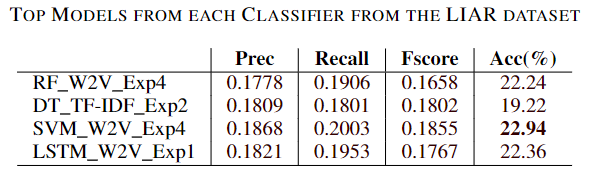 TOP MODELS FROM EACH CLASSIFIER FROM THE LIAR DATASET
Prec Recall Fscore Acc(%)
RF_W2V_Exp4 0.1778 0.1906 0.1658 22.24
DT_TF-IDF_Exp2 0.1809 0.1801 0.1802 19.22
SVM_W2V_Exp4 0.1868 0.2003 0.1855 22.94
LSTM_W2V_Exp1 0.1821 0.1953 0.1767 22.36